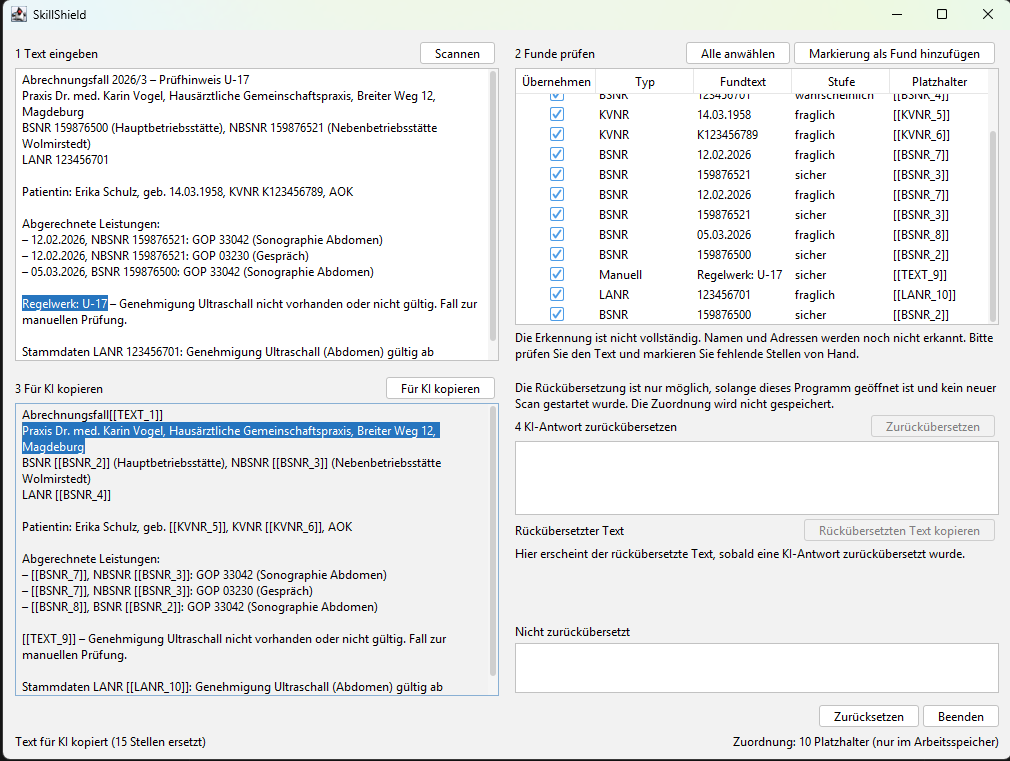 SkillShield
1 Text eingeben
Scannen
Abrechnungsfall 2026/3 – Prüfhinweis U-17
Praxis Dr. med. Karin Vogel, Hausärztliche Gemeinschaftspraxis, Breiter Weg 12,
Magdeburg
BSNR 159876500 (Hauptbetriebsstätte), NBSNR 159876521 (Nebenbetriebsstätte
Wolmirstedt)
LANR 123456701
Patientin: Erika Schulz, geb. 14.03.1958, KVNR K123456789, AOK
Abgerechnete Leistungen:
– 12.02.2026, NBSNR 159876521: GOP 33042 (Sonographie Abdomen)
– 12.02.2026, NBSNR 159876521: GOP 03230 (Gespräch)
– 05.03.2026, BSNR 159876500: GOP 33042 (Sonographie Abdomen)
Regelwerk: U-17 – Genehmigung Ultraschall nicht vorhanden oder nicht gültig. Fall zur
manuellen Prüfung.
Stammdaten LANR 123456701: Genehmigung Ultraschall (Abdomen) gültig ab
3 Für KI kopieren
Für KI kopieren
Abrechnungsfall[[TEXT_1]]
Praxis Dr. med. Karin Vogel, Hausärztliche Gemeinschaftspraxis, Breiter Weg 12,
Magdeburg
BSNR [[BSNR_2]] (Hauptbetriebsstätte), NBSNR [[BSNR_3]] (Nebenbetriebsstätte
Wolmirstedt)
LANR [[BSNR_4]]
Patientin: Erika Schulz, geb. [[KVNR_5]], KVNR [[KVNR_6]], AOK
Abgerechnete Leistungen:
– [[BSNR_7]], NBSNR [[BSNR_3]]: GOP 33042 (Sonographie Abdomen)
– [[BSNR_7]], NBSNR [[BSNR_3]]: GOP 03230 (Gespräch)
– [[BSNR_8]], BSNR [[BSNR_2]]: GOP 33042 (Sonographie Abdomen)
[[TEXT_9]] – Genehmigung Ultraschall nicht vorhanden oder nicht gültig. Fall zur
manuellen Prüfung.
Stammdaten LANR [[LANR_10]]: Genehmigung Ultraschall (Abdomen) gültig ab
Text für KI kopiert (15 Stellen ersetzt)
2 Funde prüfen
Alle anwählen
Markierung als Fund hinzufügen
Übernehmen Typ Fundtext Stufe Platzhalter
BSNR 123456701 wahrscheinlich [[BSNR_4]]
KVNR 14.03.1958 fraglich [[KVNR_5]]
KVNR K123456789 fraglich [[KVNR_6]]
BSNR 12.02.2026 fraglich [[BSNR_7]]
BSNR 159876521 sicher [[BSNR_3]]
BSNR 12.02.2026 fraglich [[BSNR_7]]
BSNR 159876521 sicher [[BSNR_3]]
BSNR 05.03.2026 fraglich [[BSNR_8]]
BSNR 159876500 sicher [[BSNR_2]]
Manuell Regelwerk: U-17 sicher [[TEXT_9]]
LANR 123456701 fraglich [[LANR_10]]
BSNR 159876500 sicher [[BSNR_2]]
Die Erkennung ist nicht vollständig. Namen und Adressen werden noch nicht erkannt. Bitte
prüfen Sie den Text und markieren Sie fehlende Stellen von Hand.
Die Rückübersetzung ist nur möglich, solange dieses Programm geöffnet ist und kein neuer
Scan gestartet wurde. Die Zuordnung wird nicht gespeichert.
4 KI-Antwort zurückübersetzen
Zurückübersetzen
Rückübersetzter Text
Rückübersetzten Text kopieren
Hier erscheint der rückübersetzte Text, sobald eine KI-Antwort zurückübersetzt wurde.
Nicht zurückübersetzt
Zurücksetzen
Beenden
Zuordnung: 10 Platzhalter (nur im Arbeitsspeicher)